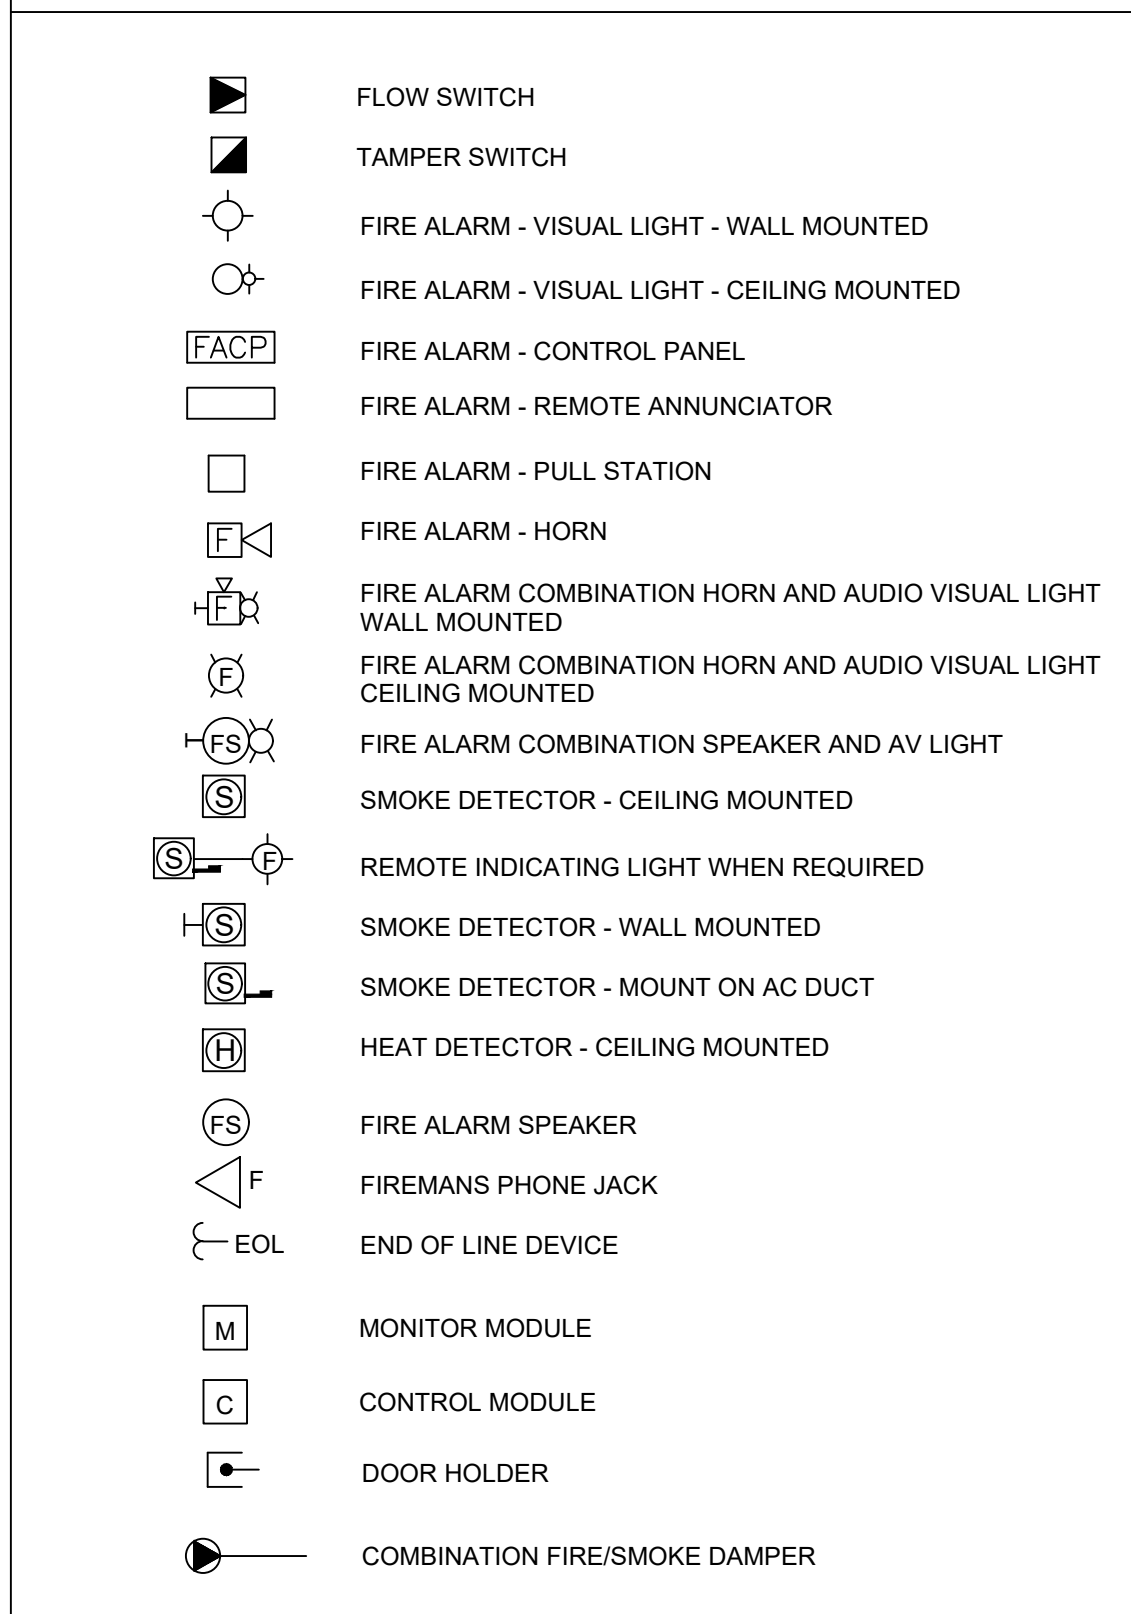 FLOW SWITCH
TAMPER SWITCH
FIRE ALARM - VISUAL LIGHT - WALL MOUNTED
FIRE ALARM - VISUAL LIGHT - CEILING MOUNTED
FACP FIRE ALARM - CONTROL PANEL
FIRE ALARM - REMOTE ANNUNCIATOR
FIRE ALARM - PULL STATION
F FIRE ALARM - HORN
F FIRE ALARM COMBINATION HORN AND AUDIO VISUAL LIGHT
WALL MOUNTED
F FIRE ALARM COMBINATION HORN AND AUDIO VISUAL LIGHT
CEILING MOUNTED
FS FIRE ALARM COMBINATION SPEAKER AND AV LIGHT
S SMOKE DETECTOR - CEILING MOUNTED
S F REMOTE INDICATING LIGHT WHEN REQUIRED
S SMOKE DETECTOR - WALL MOUNTED
S SMOKE DETECTOR - MOUNT ON AC DUCT
H HEAT DETECTOR - CEILING MOUNTED
FS FIRE ALARM SPEAKER
F FIREMANS PHONE JACK
EOL END OF LINE DEVICE
M MONITOR MODULE
C CONTROL MODULE
DOOR HOLDER
COMBINATION FIRE/SMOKE DAMPER